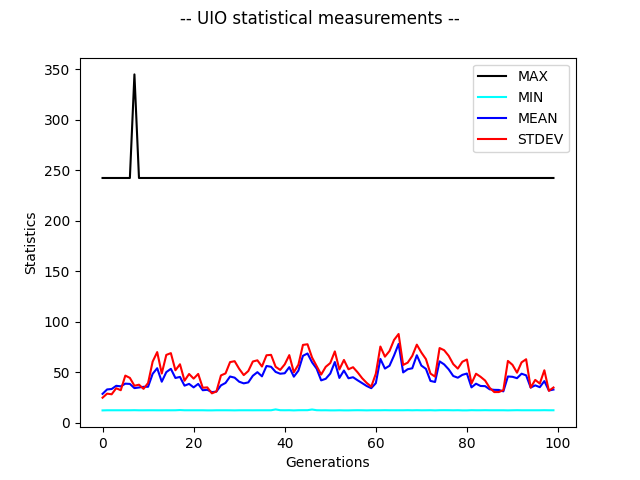 -- UIO statistical measurements --
350
300
250
200
150
100
50
0
Statistics
MAX
MIN
MEAN
STDEV
0 20 40 60 80 100
Generations